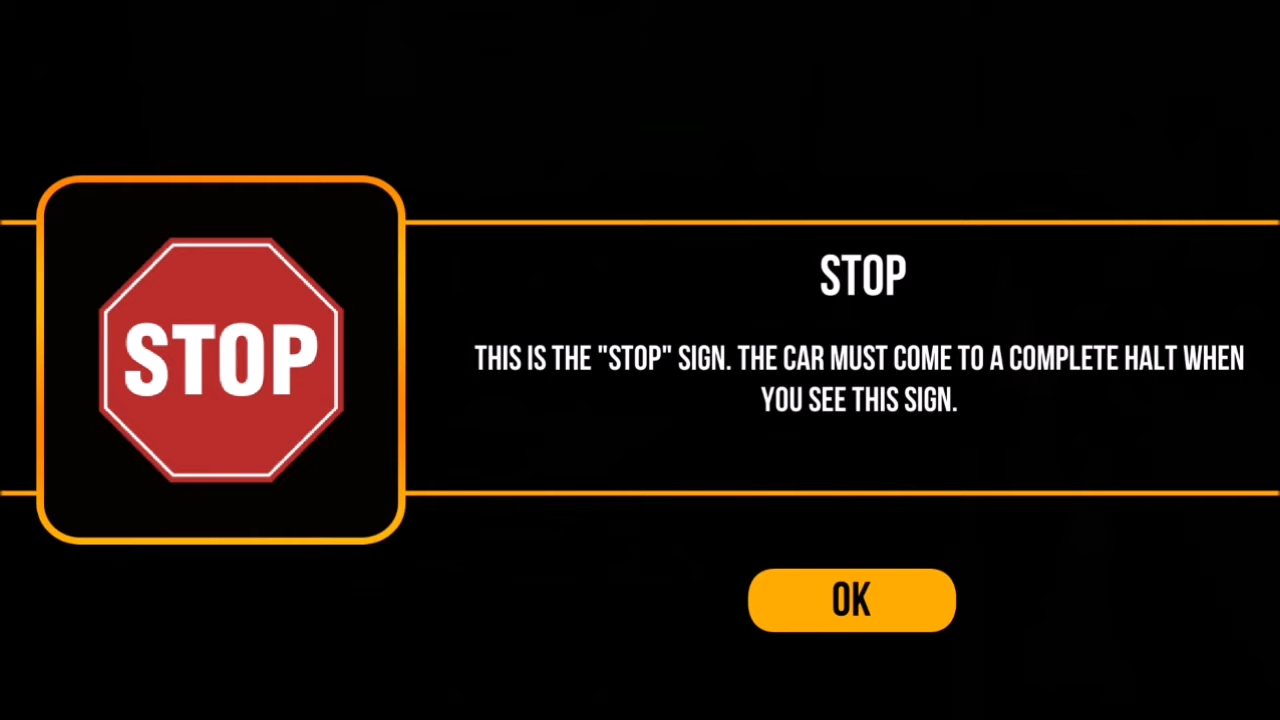 STOP
STOP
THIS IS THE "STOP" SIGN. THE CAR MUST COME TO A COMPLETE HALT WHEN
YOU SEE THIS SIGN.
OK